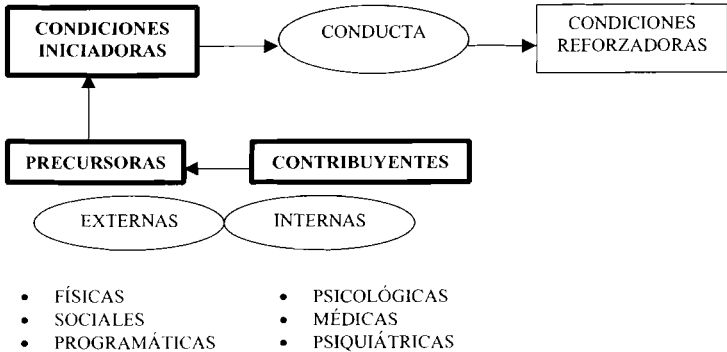 CONDICIONES
INICIADORAS
CONDUCTA
CONDICIONES
REFORZADORAS
PRECURSORAS
CONTRIBUYENTES
EXTERNAS
INTERNAS
• FÍSICAS
• SOCIALES
• PROGRAMÁTICAS
• PSICOLÓGICAS
• MÉDICAS
• PSIQUIÁTRICAS